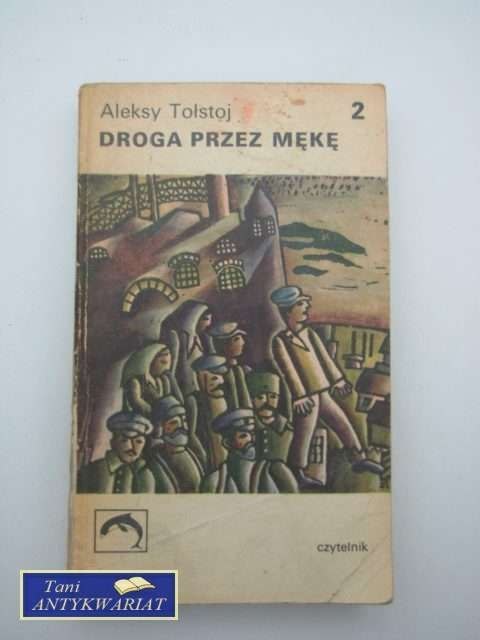 Aleksy Tołstoj 2
DROGA PRZEZ MĘKĘ
czytelnik
Tani
ANTYKWARIAT